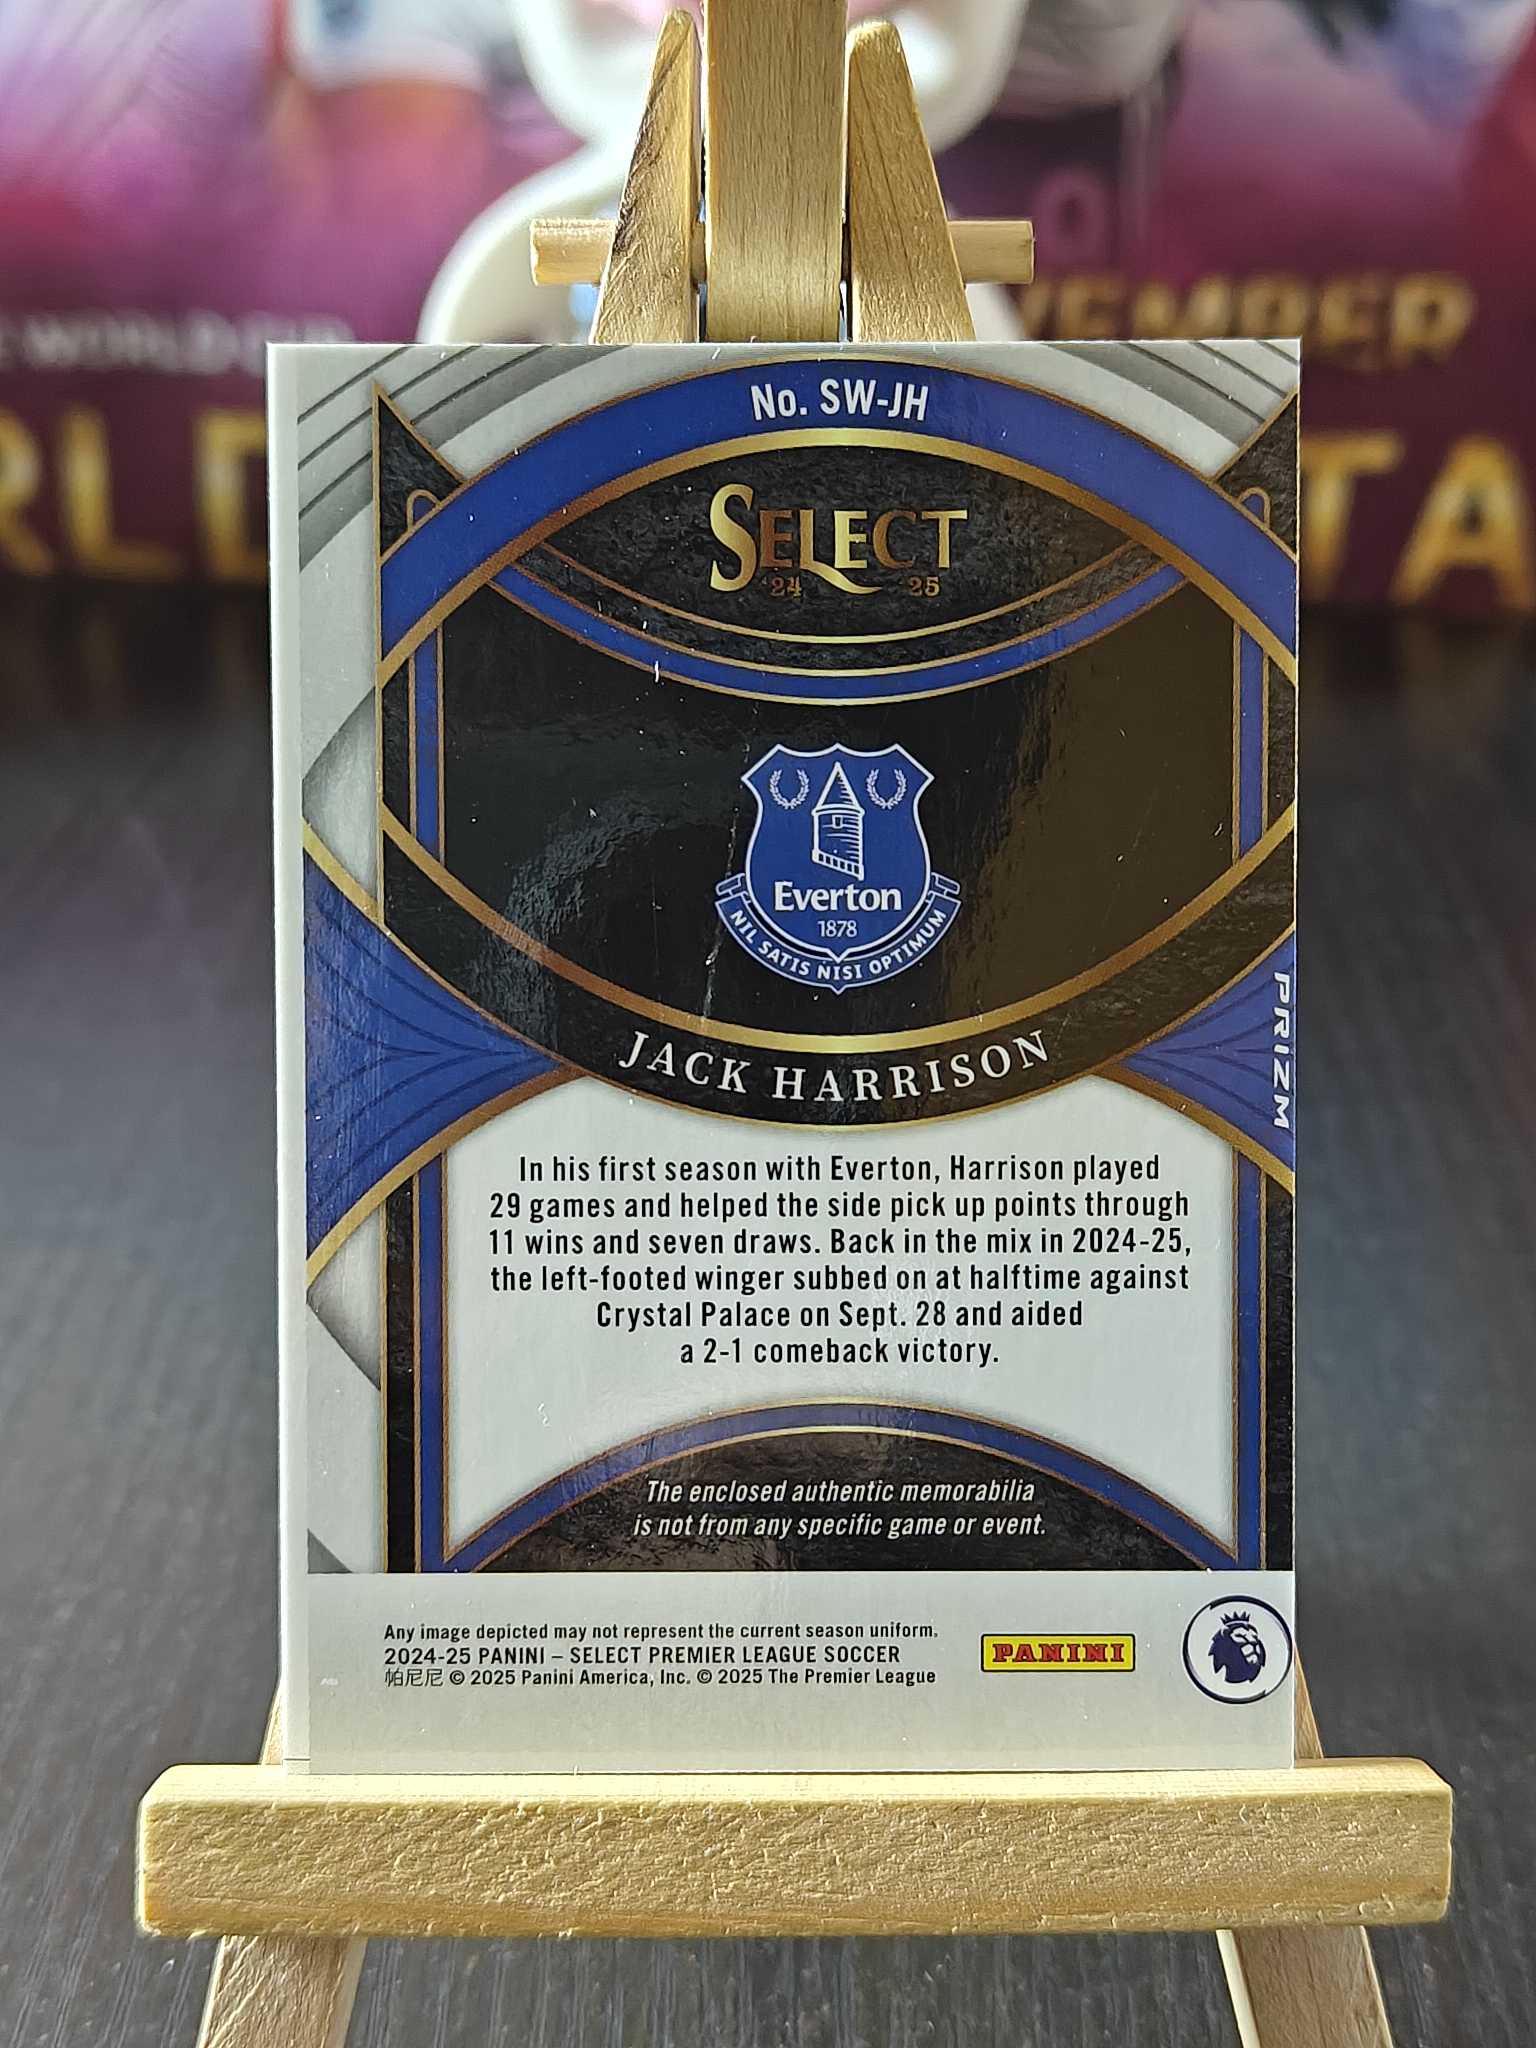 WORLD CUP
VEMBER
RLD
TA
No. SW-JH
SELECT
'24 25
Everton
1878
NIL SATIS NISI OPTIMUM
JACK HARRISON
PRIZM
In his first season with Everton, Harrison played
29 games and helped the side pick up points through
11 wins and seven draws. Back in the mix in 2024-25,
the left-footed winger subbed on at halftime against
Crystal Palace on Sept. 28 and aided
a 2-1 comeback victory.
The enclosed authentic memorabilia
is not from any specific game or event.
Any image depicted may not represent the current season uniform.
2024-25 PANINI – SELECT PREMIER LEAGUE SOCCER
帕尼尼 © 2025 Panini America, Inc. © 2025 The Premier League
PANINI